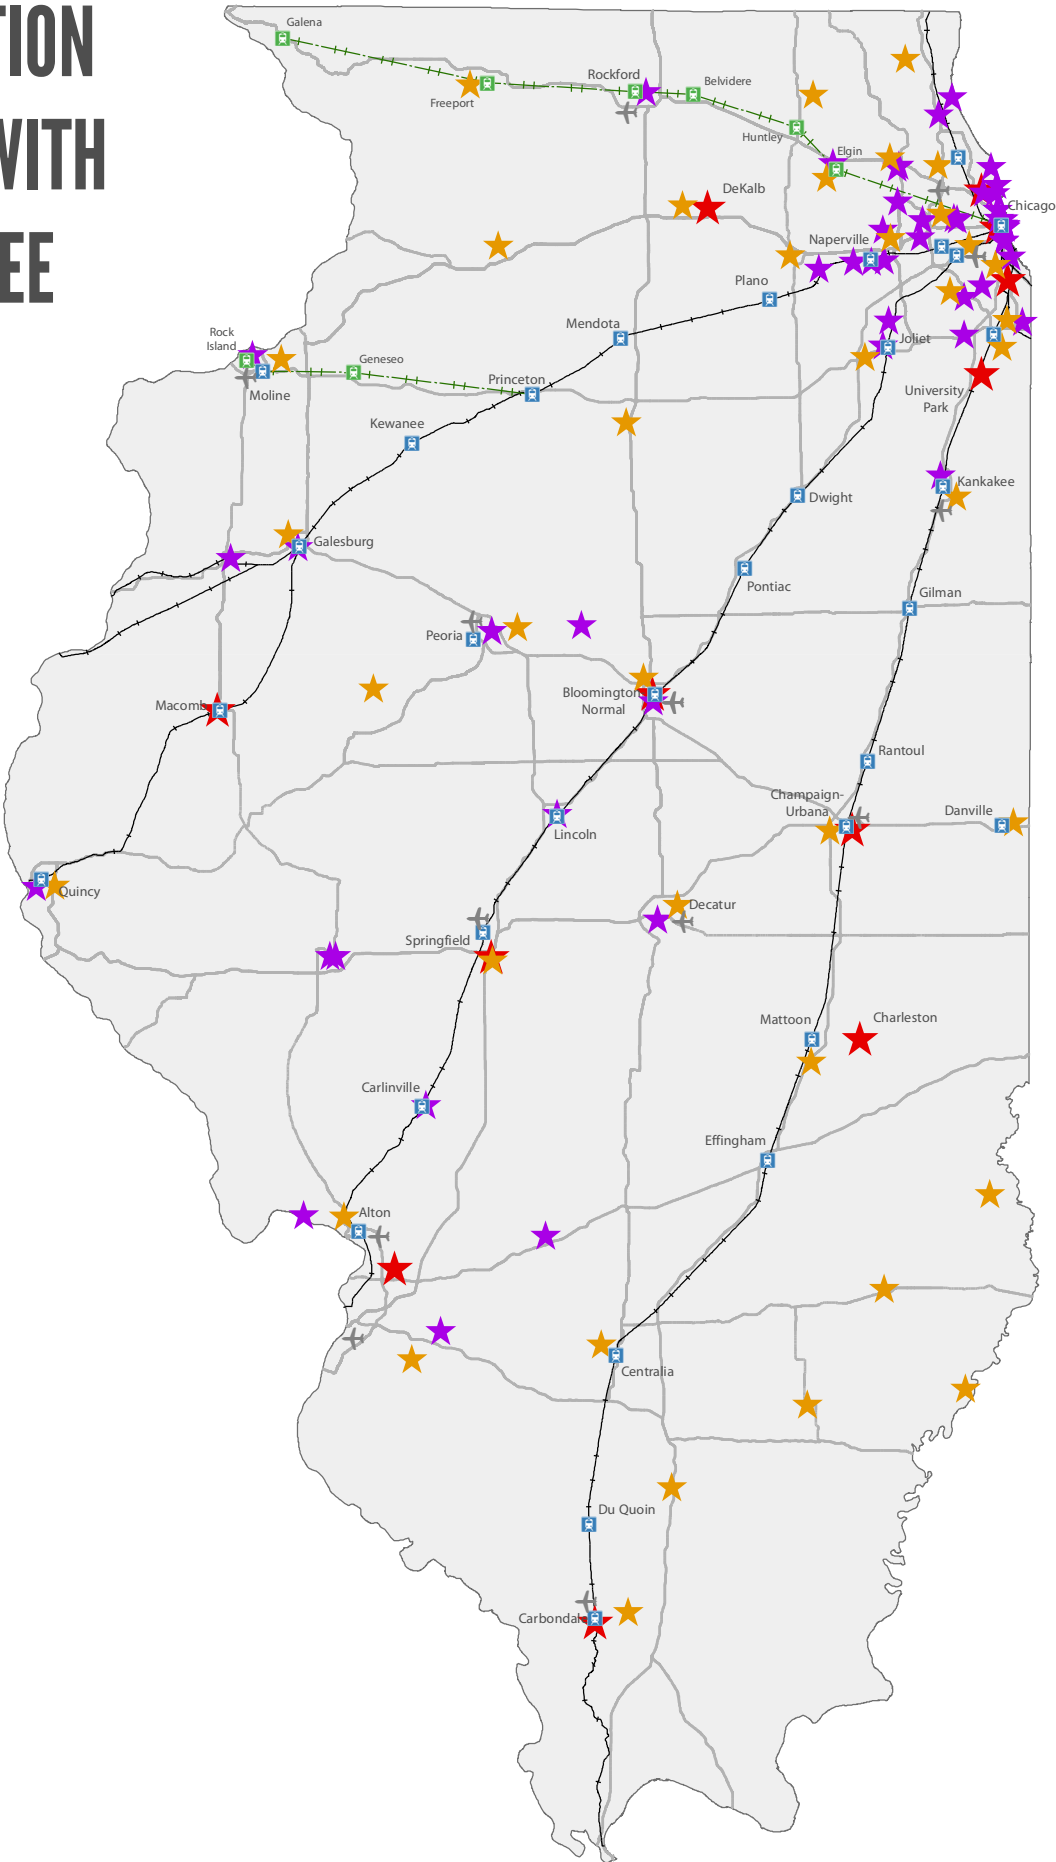 TION
WITH
EE
Galena
Freeport
Rockford
Belvidere
Huntley
Elgin
DeKalb
Chicago
Naperville
Plano
Mendota
Rock
Island
Moline
Geneseo
Princeton
Joliet
University
Park
Kewanee
Kankakee
Dwight
Galesburg
Pontiac
Gilman
Peoria
Bloomington
Normal
Macomb
Rantoul
Champaign-
Urbana
Danville
Lincoln
Quincy
Decatur
Springfield
Mattoon
Charleston
Carlinville
Effingham
Alton
Centralia
Du Quoin
Carbondale